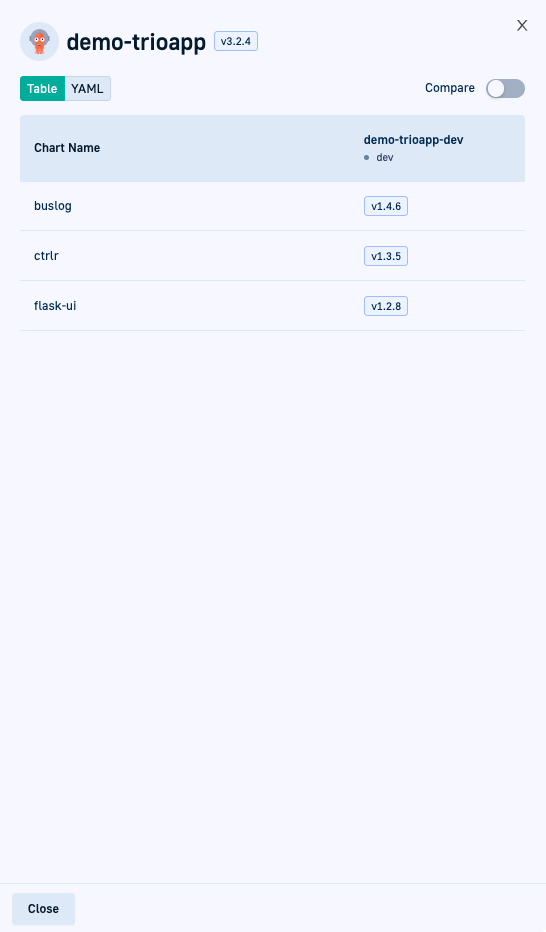 demo-trioapp v3.2.4
Table YAML Compare
Chart Name demo-trioapp-dev
dev
buslog v1.4.6
ctrlr v1.3.5
flask-ui v1.2.8
Close